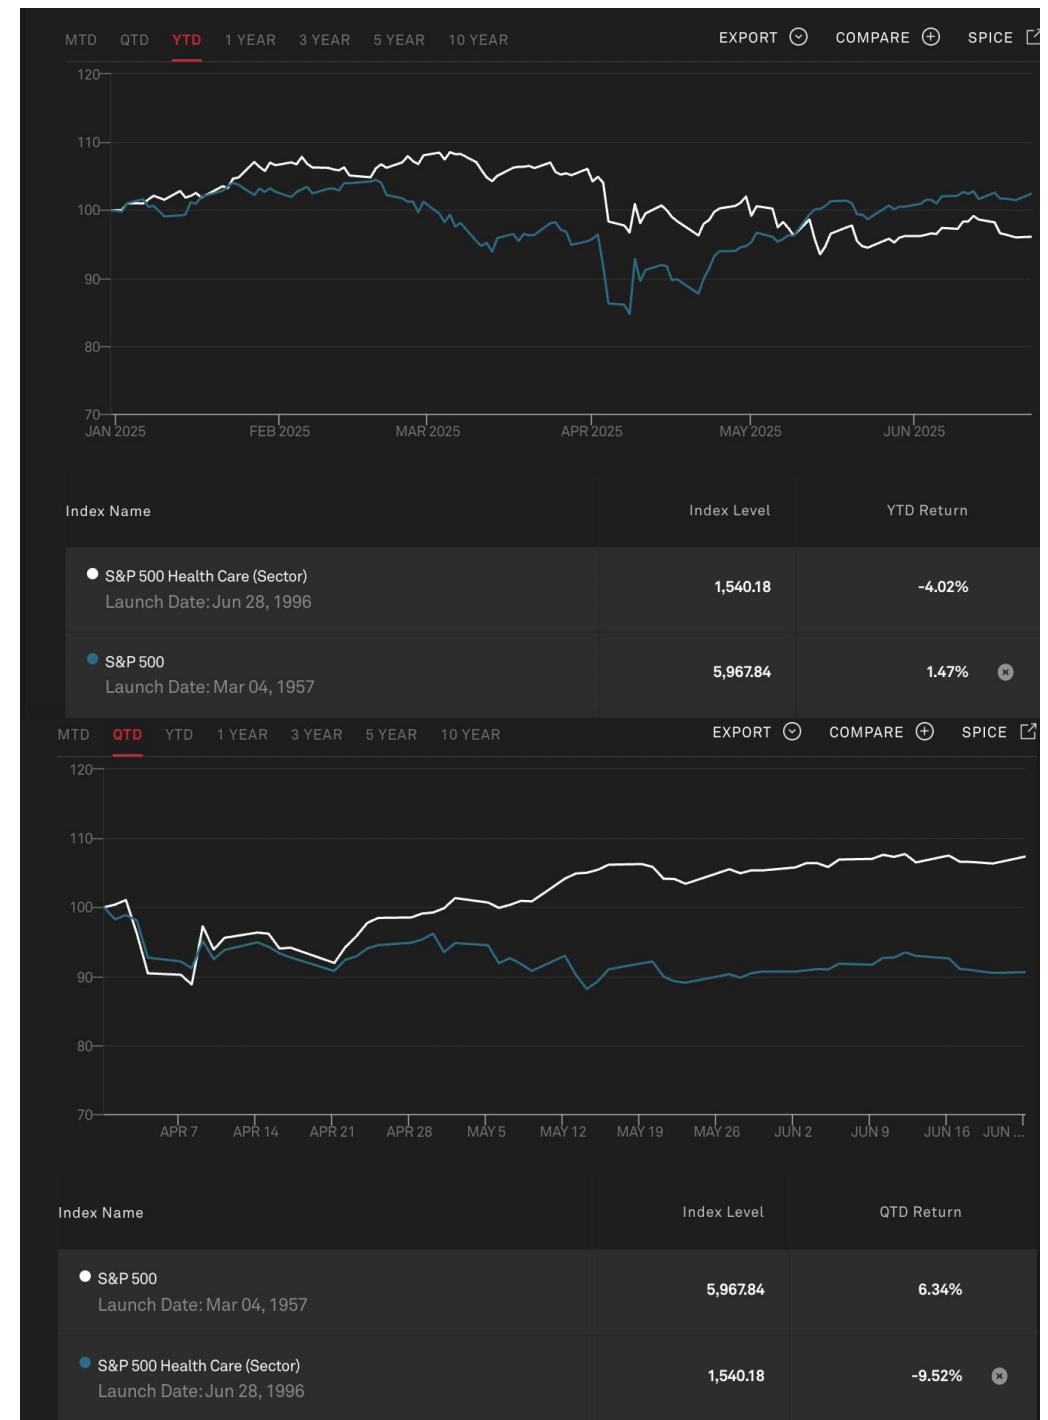 MTD QTD YTD 1 YEAR 3 YEAR 5 YEAR 10 YEAR EXPORT COMPARE SPICE
120
110
100
90
80
70
JAN 2025 FEB 2025 MAR 2025 APR 2025 MAY 2025 JUN 2025
Index Name Index Level YTD Return
S&P 500 Health Care (Sector)
Launch Date: Jun 28, 1996
1,540.18 -4.02%
S&P 500
Launch Date: Mar 04, 1957
5,967.84 1.47%
MTD QTD YTD 1 YEAR 3 YEAR 5 YEAR 10 YEAR EXPORT COMPARE SPICE
120
110
100
90
80
70
APR 7 APR 14 APR 21 APR 28 MAY 5 MAY 12 MAY 19 MAY 26 JUN 2 JUN 9 JUN 16 JUN ...
Index Name Index Level QTD Return
S&P 500
Launch Date: Mar 04, 1957
5,967.84 6.34%
S&P 500 Health Care (Sector)
Launch Date: Jun 28, 1996
1,540.18 -9.52%